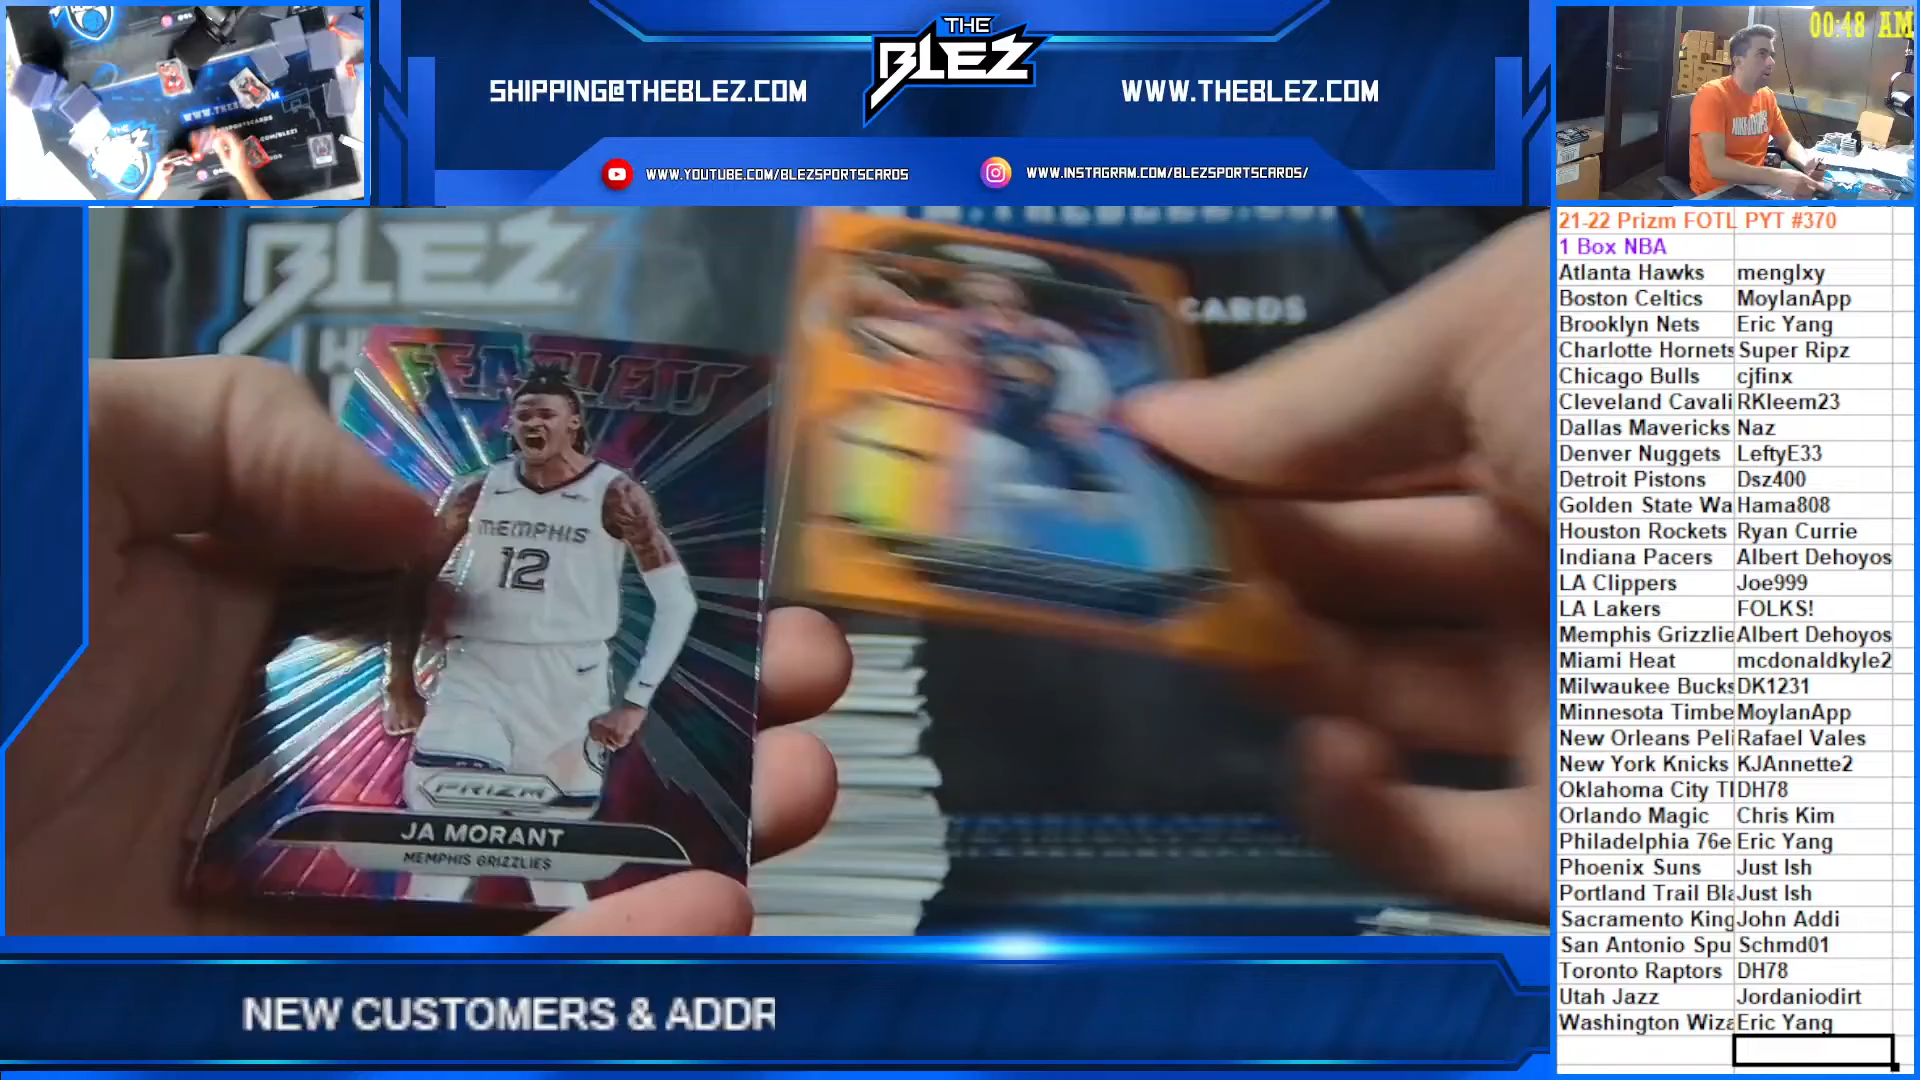 THE
BLEZ
SHIPPING@THEBLEZ.COM
WWW.THEBLEZ.COM
WWW.YOUTUBE.COM/BLEZSPORTSCARDS
WWW.INSTAGRAM.COM/BLEZSPORTSCARDS/
00:48 AM
BLEZ
CARDS
FEARLESS
MEMPHIS
12
PRIZM
JA MORANT
MEMPHIS GRIZZLIES
NEW CUSTOMERS & ADDR
21-22 Prizm FOTL PYT #370
1 Box NBA
Atlanta Hawks menglxy
Boston Celtics MoylanApp
Brooklyn Nets Eric Yang
Charlotte Hornets Super Ripz
Chicago Bulls cjfinx
Cleveland Cavali RKleem23
Dallas Mavericks Naz
Denver Nuggets LeftyE33
Detroit Pistons Dsz400
Golden State Wa Hama808
Houston Rockets Ryan Currie
Indiana Pacers Albert Dehoyos
LA Clippers Joe999
LA Lakers FOLKS!
Memphis Grizzlie Albert Dehoyos
Miami Heat mcdonaldkyle2
Milwaukee Bucks DK1231
Minnesota Timbe MoylanApp
New Orleans Peli Rafael Vales
New York Knicks KJAnnette2
Oklahoma City Th DH78
Orlando Magic Chris Kim
Philadelphia 76e Eric Yang
Phoenix Suns Just Ish
Portland Trail Bla Just Ish
Sacramento King John Addi
San Antonio Spu Schmd01
Toronto Raptors DH78
Utah Jazz Jordaniodirt
Washington Wiza Eric Yang